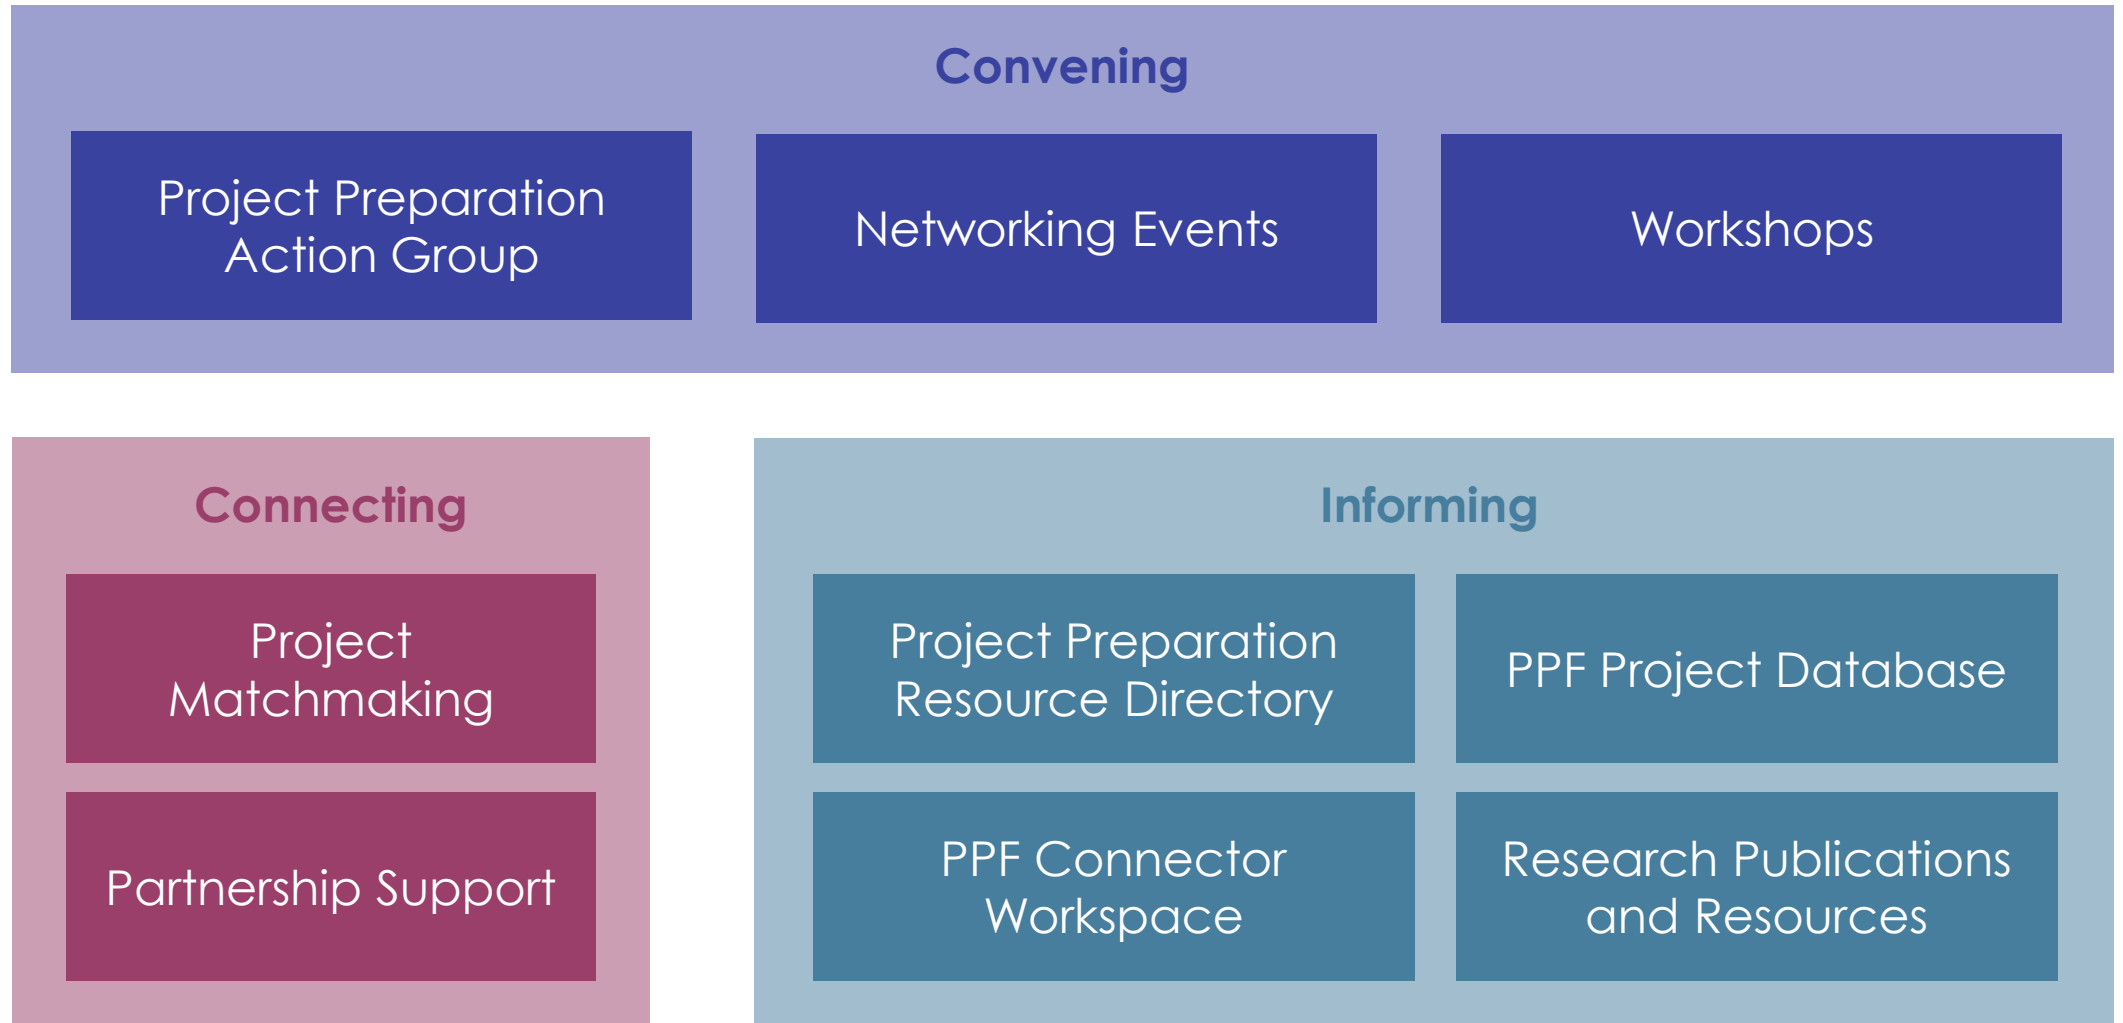 Convening
Project Preparation
Action Group
Networking Events
Workshops
Connecting
Project
Matchmaking
Partnership Support
Informing
Project Preparation
Resource Directory
PPF Project Database
PPF Connector
Workspace
Research Publications
and Resources